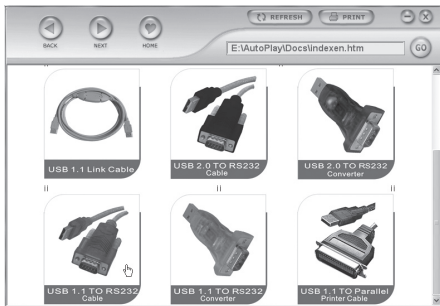 REFRESH PRINT
BACK NEXT HOME
E:\AutoPlay\Docs\indexen.htm GO
USB 1.1 Link Cable
USB 2.0 TO RS232
Cable
USB 2.0 TO RS232
Converter
USB 1.1 TO RS232
Cable
USB 1.1 TO RS232
Converter
USB 1.1 TO Parallel
Printer Cable